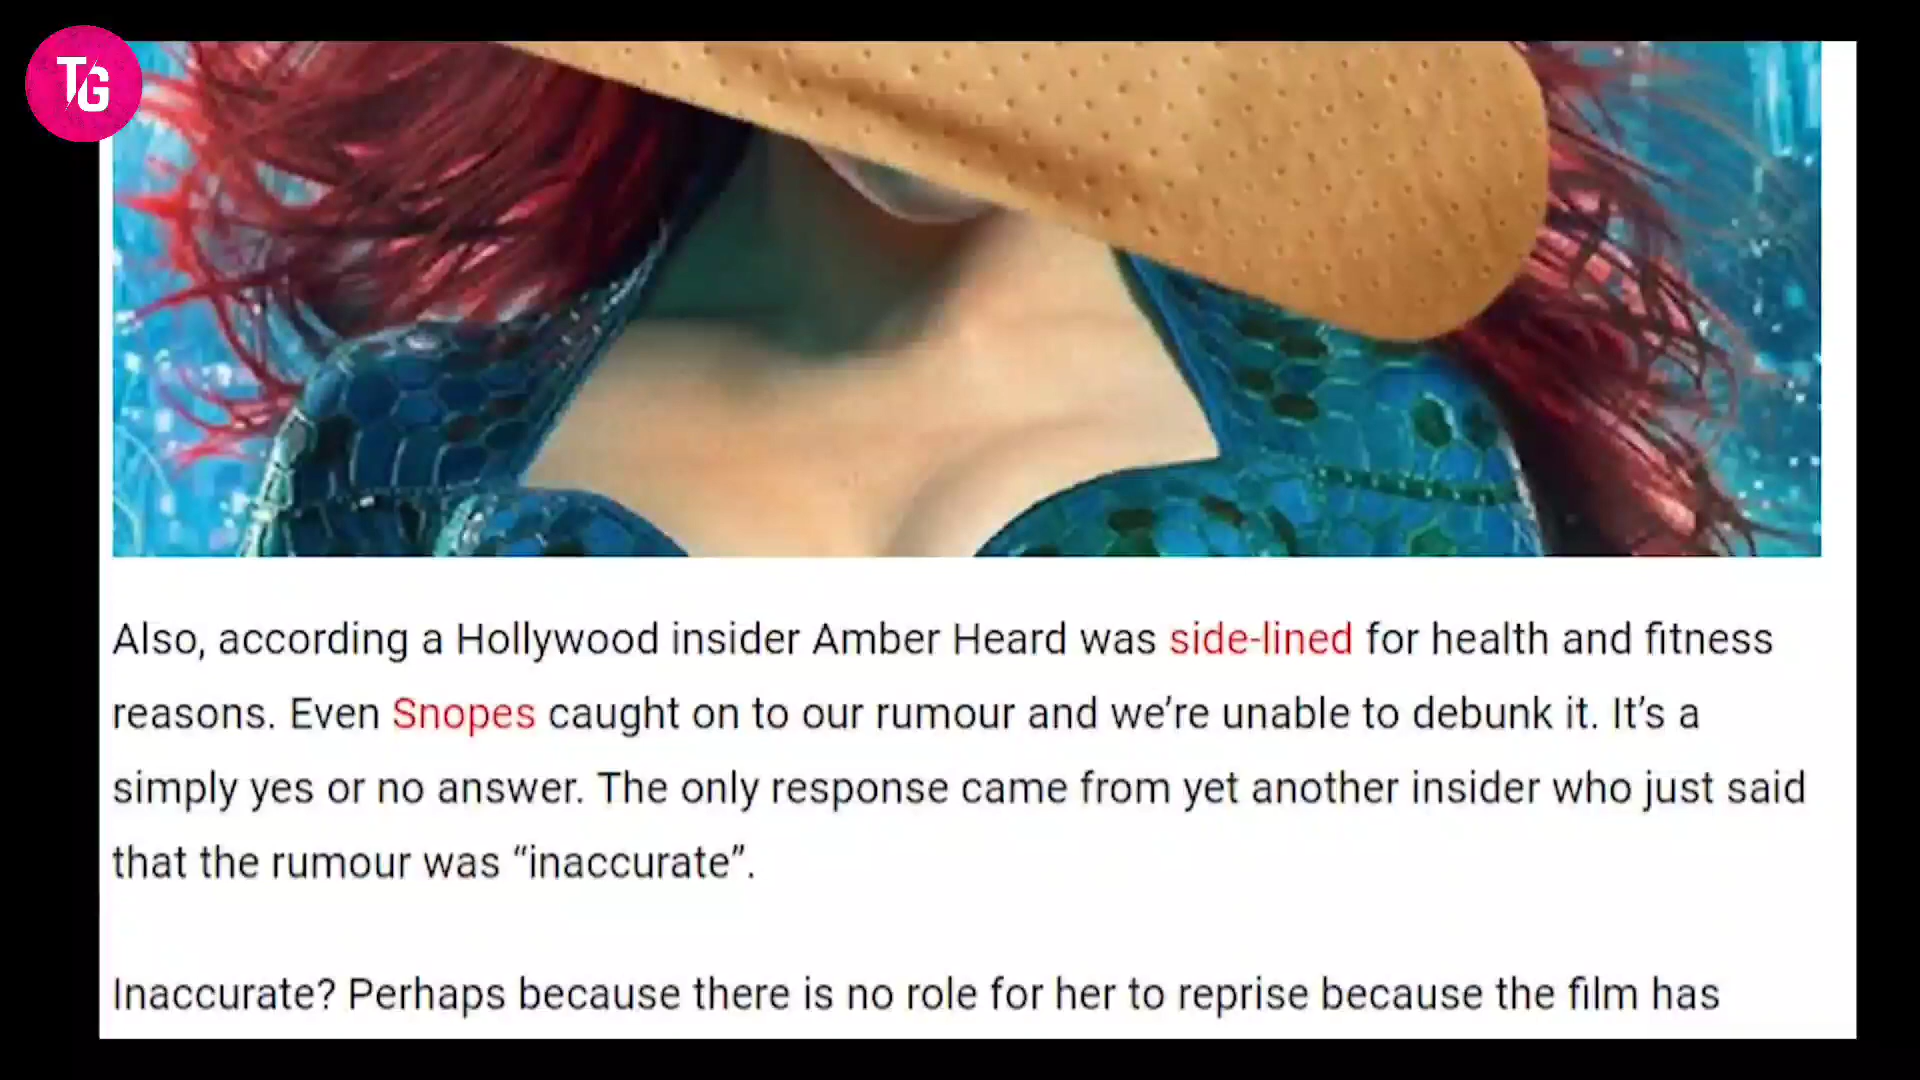 TG
Also, according a Hollywood insider Amber Heard was side-lined for health and fitness
reasons. Even Snopes caught on to our rumour and we’re unable to debunk it. It’s a
simply yes or no answer. The only response came from yet another insider who just said
that the rumour was “inaccurate”.
Inaccurate? Perhaps because there is no role for her to reprise because the film has